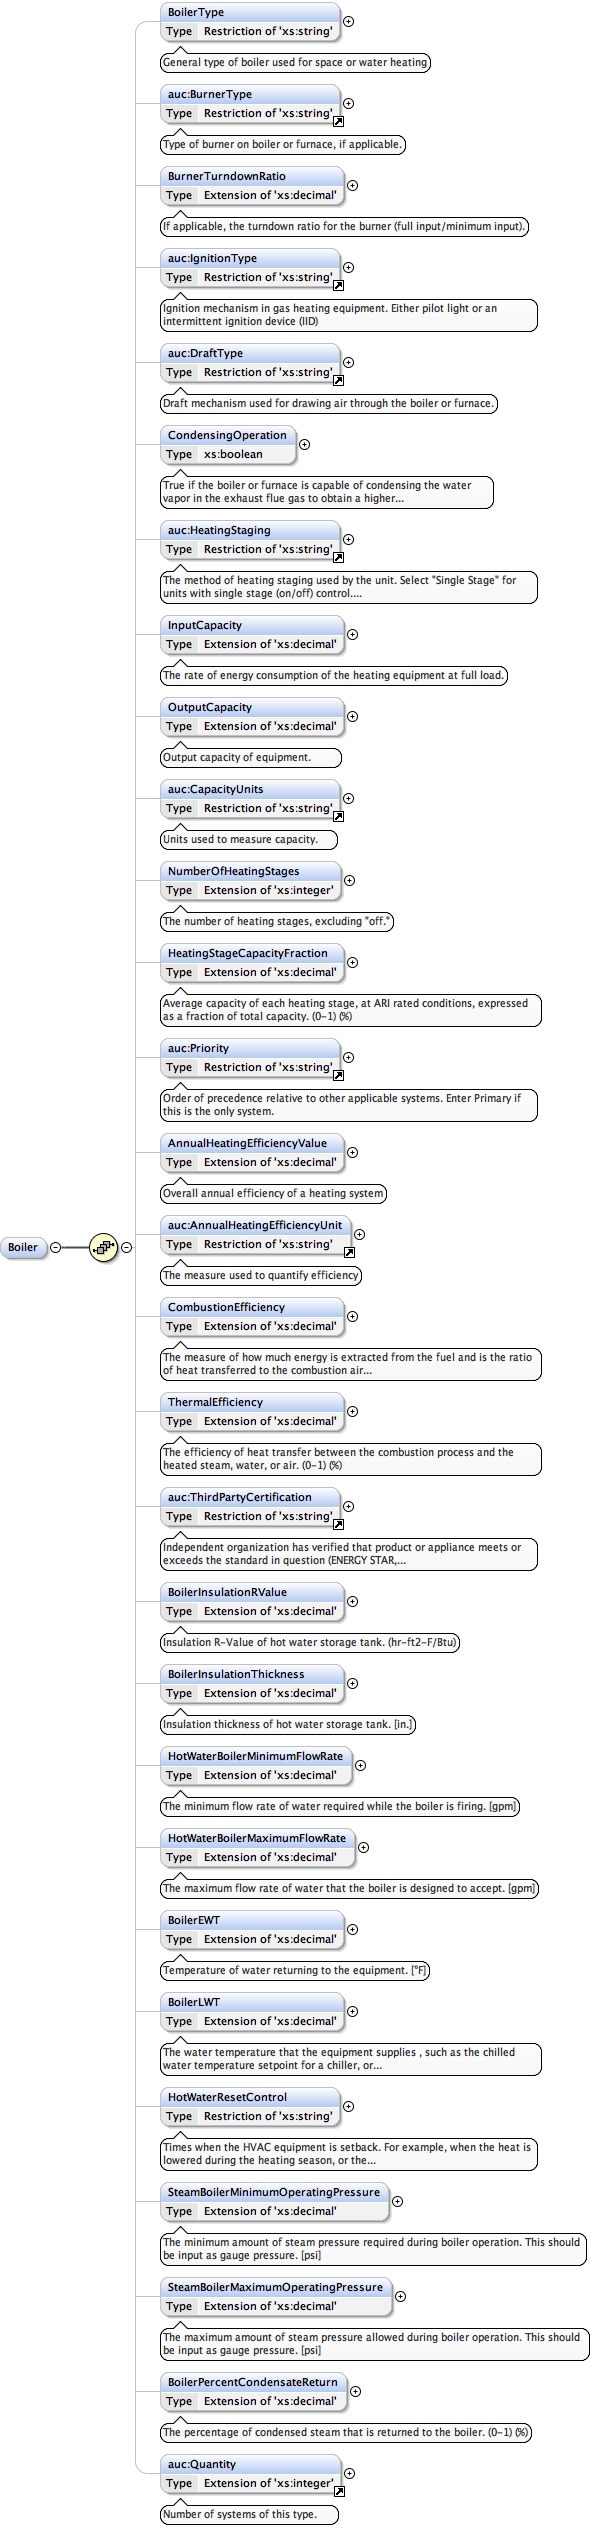 BoilerType
Type Restriction of 'xs:string'
General type of boiler used for space or water heating
auc:BurnerType
Type Restriction of 'xs:string'
Type of burner on boiler or furnace, if applicable.
BurnerTurndownRatio
Type Extension of 'xs:decimal'
If applicable, the turndown ratio for the burner (full input/minimum input).
auc:IgnitionType
Type Restriction of 'xs:string'
Ignition mechanism in gas heating equipment. Either pilot light or an
intermittent ignition device (IID)
auc:DraftType
Type Restriction of 'xs:string'
Draft mechanism used for drawing air through the boiler or furnace.
CondensingOperation
Type xs:boolean
True if the boiler or furnace is capable of condensing the water
vapor in the exhaust flue gas to obtain a higher...
auc:HeatingStaging
Type Restriction of 'xs:string'
The method of heating staging used by the unit. Select "Single Stage" for
units with single stage (on/off) control....
InputCapacity
Type Extension of 'xs:decimal'
The rate of energy consumption of the heating equipment at full load.
OutputCapacity
Type Extension of 'xs:decimal'
Output capacity of equipment.
auc:CapacityUnits
Type Restriction of 'xs:string'
Units used to measure capacity.
NumberOfHeatingStages
Type Extension of 'xs:integer'
The number of heating stages, excluding "off."
HeatingStageCapacityFraction
Type Extension of 'xs:decimal'
Average capacity of each heating stage, at ARI rated conditions, expressed
as a fraction of total capacity. (0-1) (%)
auc:Priority
Type Restriction of 'xs:string'
Order of precedence relative to other applicable systems. Enter Primary if
this is the only system.
AnnualHeatingEfficiencyValue
Type Extension of 'xs:decimal'
Overall annual efficiency of a heating system
Boiler
auc:AnnualHeatingEfficiencyUnit
Type Restriction of 'xs:string'
The measure used to quantify efficiency
CombustionEfficiency
Type Extension of 'xs:decimal'
The measure of how much energy is extracted from the fuel and is the ratio
of heat transferred to the combustion air...
ThermalEfficiency
Type Extension of 'xs:decimal'
The efficiency of heat transfer between the combustion process and the
heated steam, water, or air. (0-1) (%)
auc:ThirdPartyCertification
Type Restriction of 'xs:string'
Independent organization has verified that product or appliance meets or
exceeds the standard in question (ENERGY STAR,...
BoilerInsulationRValue
Type Extension of 'xs:decimal'
Insulation R-Value of hot water storage tank. (hr-ft2-F/Btu)
BoilerInsulationThickness
Type Extension of 'xs:decimal'
Insulation thickness of hot water storage tank. [in.]
HotWaterBoilerMinimumFlowRate
Type Extension of 'xs:decimal'
The minimum flow rate of water required while the boiler is firing. [gpm]
HotWaterBoilerMaximumFlowRate
Type Extension of 'xs:decimal'
The maximum flow rate of water that the boiler is designed to accept. [gpm]
BoilerEWT
Type Extension of 'xs:decimal'
Temperature of water returning to the equipment. [°F]
BoilerLWT
Type Extension of 'xs:decimal'
The water temperature that the equipment supplies , such as the chilled
water temperature setpoint for a chiller, or...
HotWaterResetControl
Type Restriction of 'xs:string'
Times when the HVAC equipment is setback. For example, when the heat is
lowered during the heating season, or the...
SteamBoilerMinimumOperatingPressure
Type Extension of 'xs:decimal'
The minimum amount of steam pressure required during boiler operation. This should
be input as gauge pressure. [psi]
SteamBoilerMaximumOperatingPressure
Type Extension of 'xs:decimal'
The maximum amount of steam pressure allowed during boiler operation. This should
be input as gauge pressure. [psi]
BoilerPercentCondensateReturn
Type Extension of 'xs:decimal'
The percentage of condensed steam that is returned to the boiler. (0-1) (%)
auc:Quantity
Type Extension of 'xs:integer'
Number of systems of this type.